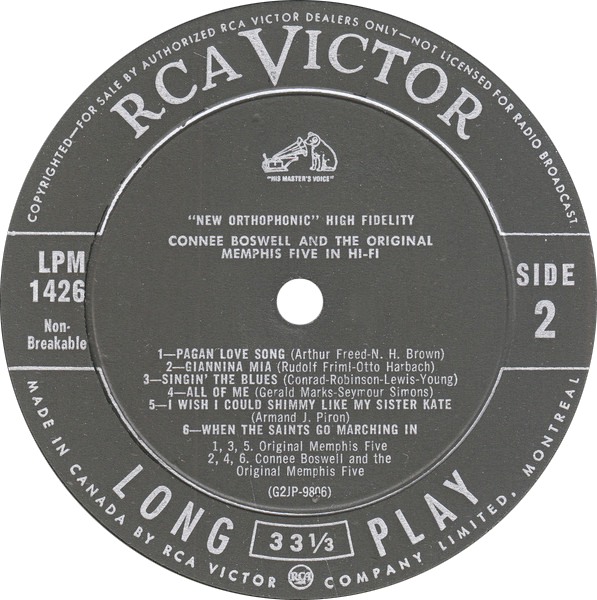 COPYRIGHTED—FOR SALE BY AUTHORIZED RCA VICTOR DEALERS ONLY—NOT LICENSED FOR RADIO BROADCAST
RCA VICTOR
"HIS MASTER'S VOICE"
"NEW ORTHOPHONIC" HIGH FIDELITY
CONNEE BOSWELL AND THE ORIGINAL
MEMPHIS FIVE IN HI-FI
LPM
1426
Non-
Breakable
SIDE
2
1—PAGAN LOVE SONG (Arthur Freed-N. H. Brown)
2—GIANNINA MIA (Rudolf Friml-Otto Harbach)
3—SINGIN' THE BLUES (Conrad-Robinson-Lewis-Young)
4—ALL OF ME (Gerald Marks-Seymour Simons)
5—I WISH I COULD SHIMMY LIKE MY SISTER KATE
(Armand J. Piron)
6—WHEN THE SAINTS GO MARCHING IN
1, 3, 5. Original Memphis Five
2, 4, 6. Connee Boswell and the
Original Memphis Five
(G2JP-9806)
LONG 33 1/3 PLAY
MADE IN CANADA BY RCA VICTOR RCA COMPANY LIMITED, MONTREAL